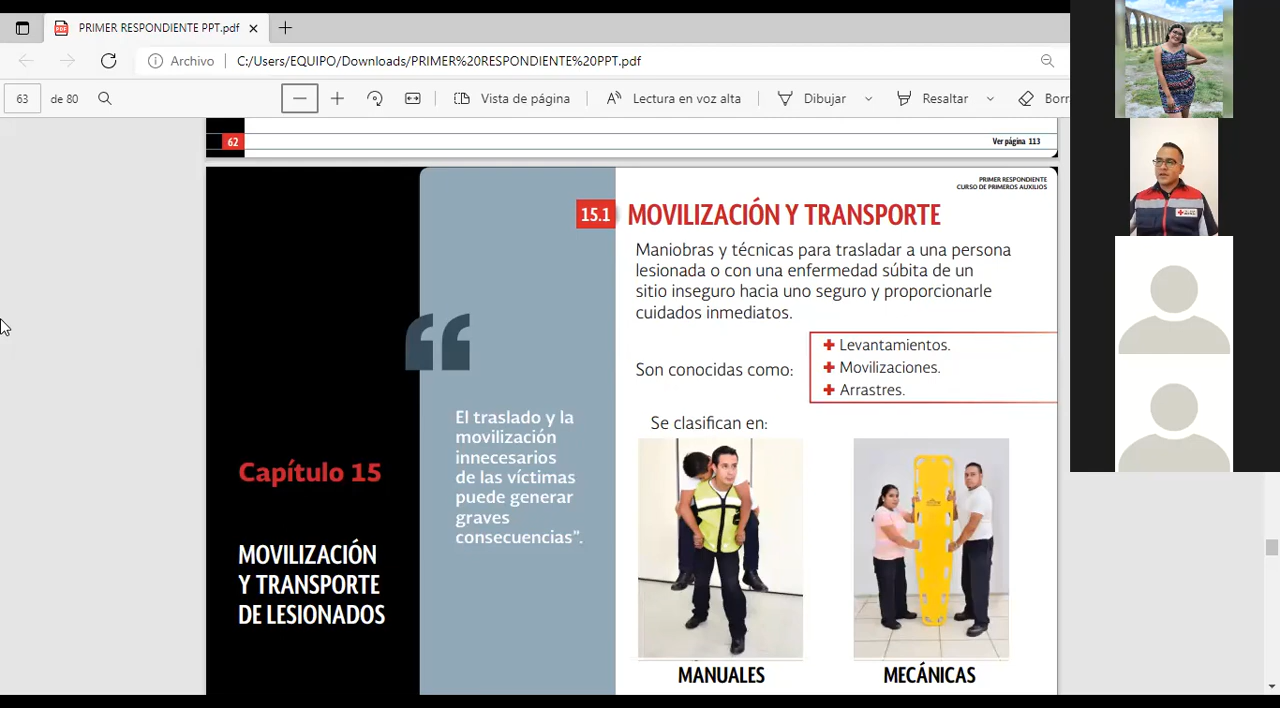 PRIMER RESPONDIENTE PPT.pdf
Archivo
C:/Users/EQUIPO/Downloads/PRIMER%20RESPONDIENTE%20PPT.pdf
63
de 80
Vista de página
Lectura en voz alta
Dibujar
Resaltar
Borr
62
Ver página 113
PRIMER RESPONDIENTE
CURSO DE PRIMEROS AUXILIOS
15.1
MOVILIZACIÓN Y TRANSPORTE
Maniobras y técnicas para trasladar a una persona
lesionada o con una enfermedad súbita de un
sitio inseguro hacia uno seguro y proporcionarle
cuidados inmediatos.
Son conocidas como:
Levantamientos.
Movilizaciones.
Arrastres.
Se clasifican en:
MANUALES
MECÁNICAS
“
El traslado y la
movilización
innecesarios
de las víctimas
puede generar
graves
consecuencias”.
Capítulo 15
MOVILIZACIÓN
Y TRANSPORTE
DE LESIONADOS